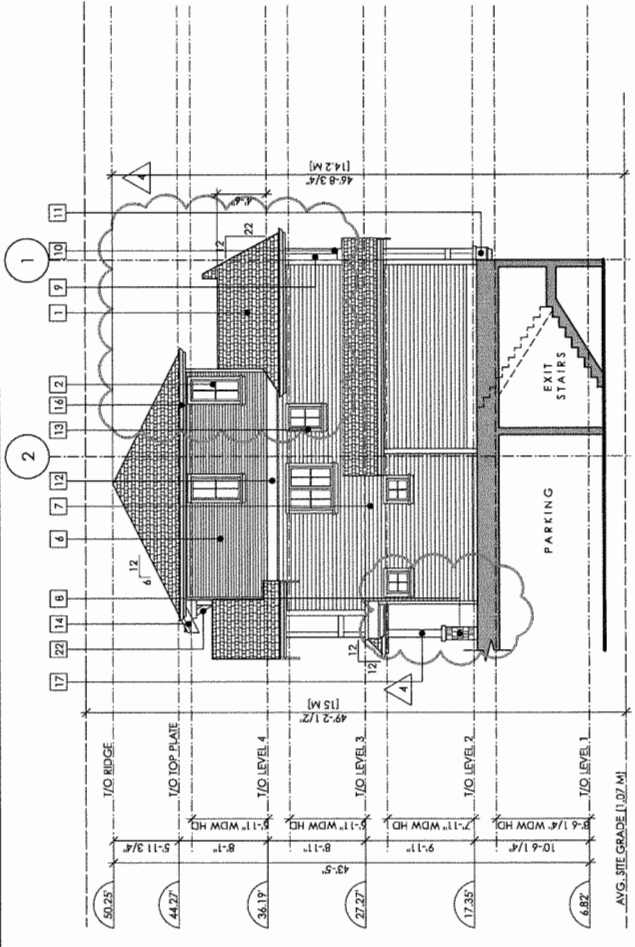 11
10
9
1
2
16
13
12
7
6
8
14
22
17
1
2
4
4
46'-8 3/4"
[14.2 M]
4'-6"
12
22
12
6
12
12
49'-2 1/2"
[15 M]
EXIT
STAIRS
PARKING
T/O RIDGE
T/O TOP PLATE
T/O LEVEL 4
T/O LEVEL 3
T/O LEVEL 2
T/O LEVEL 1
AVG. SITE GRADE [1.07 M]
WDW HD
WDW HD
7'-11" WDW HD
8'-6 1/4" WDW HD
5'-11 3/4"
8'-1"
8'-11"
9'-11"
10'-6 1/4"
43'-5"
50.25'
44.27'
36.19'
27.27'
17.35'
6.82'